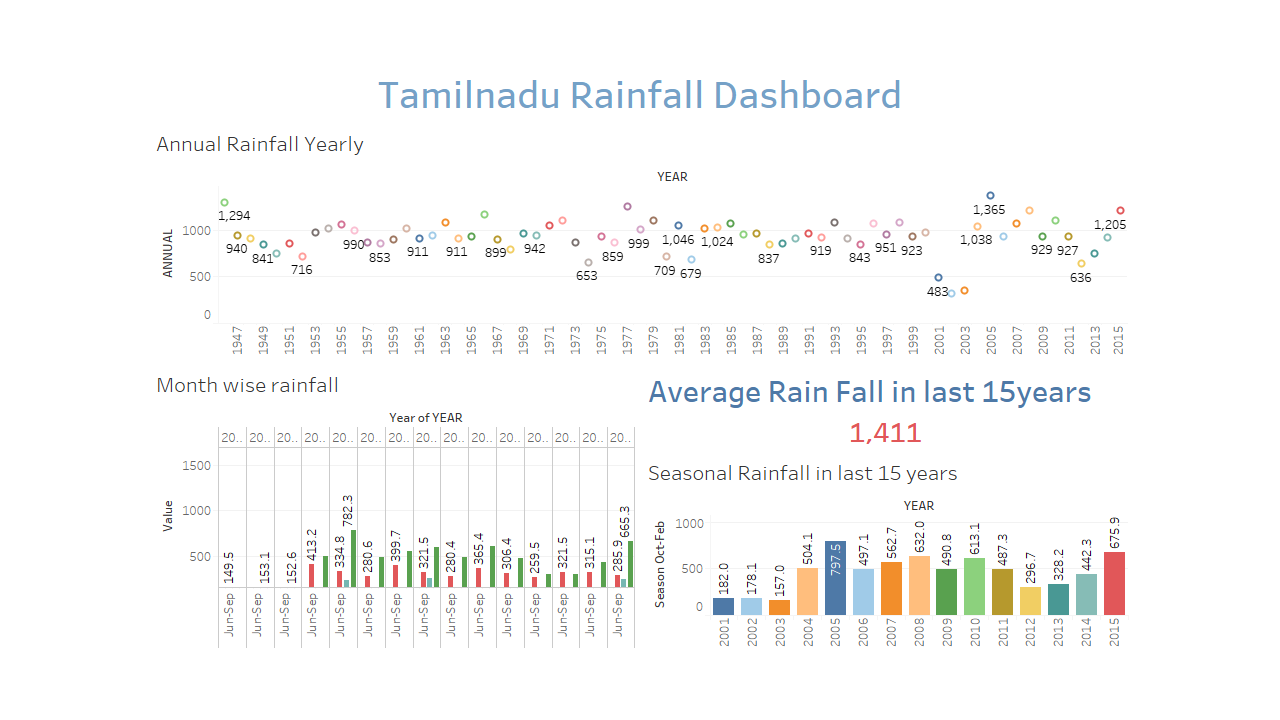 Tamilnadu Rainfall Dashboard
Annual Rainfall Yearly
YEAR
ANNUAL
1000
500
0
1,294
940
841
716
990
853
911
911
899
942
653
859
999
709
1,046
679
1,024
837
919
843
951
923
483
1,365
1,038
929
927
636
1,205
1947 1949 1951 1953 1955 1957 1959 1961 1963 1965 1967 1969 1971 1973 1975 1977 1979 1981 1983 1985 1987 1989 1991 1993 1995 1997 1999 2001 2003 2005 2007 2009 2011 2013 2015
Month wise rainfall
Year of YEAR
20.. 20.. 20.. 20.. 20.. 20.. 20.. 20.. 20.. 20.. 20.. 20.. 20.. 20.. 20..
Value
1500
1000
500
149.5 153.1 152.6 413.2 334.8 782.3 280.6 399.7 321.5 280.4 365.4 306.4 259.5 321.5 315.1 285.9 665.3
Jun-Sep Jun-Sep Jun-Sep Jun-Sep Jun-Sep Jun-Sep Jun-Sep Jun-Sep Jun-Sep Jun-Sep Jun-Sep Jun-Sep Jun-Sep Jun-Sep Jun-Sep
Average Rain Fall in last 15years
1,411
Seasonal Rainfall in last 15 years
YEAR
Season Oct-Feb
1000
500
0
182.0 178.1 157.0 504.1 797.5 497.1 562.7 632.0 490.8 613.1 487.3 296.7 328.2 442.3 675.9
2001 2002 2003 2004 2005 2006 2007 2008 2009 2010 2011 2012 2013 2014 2015